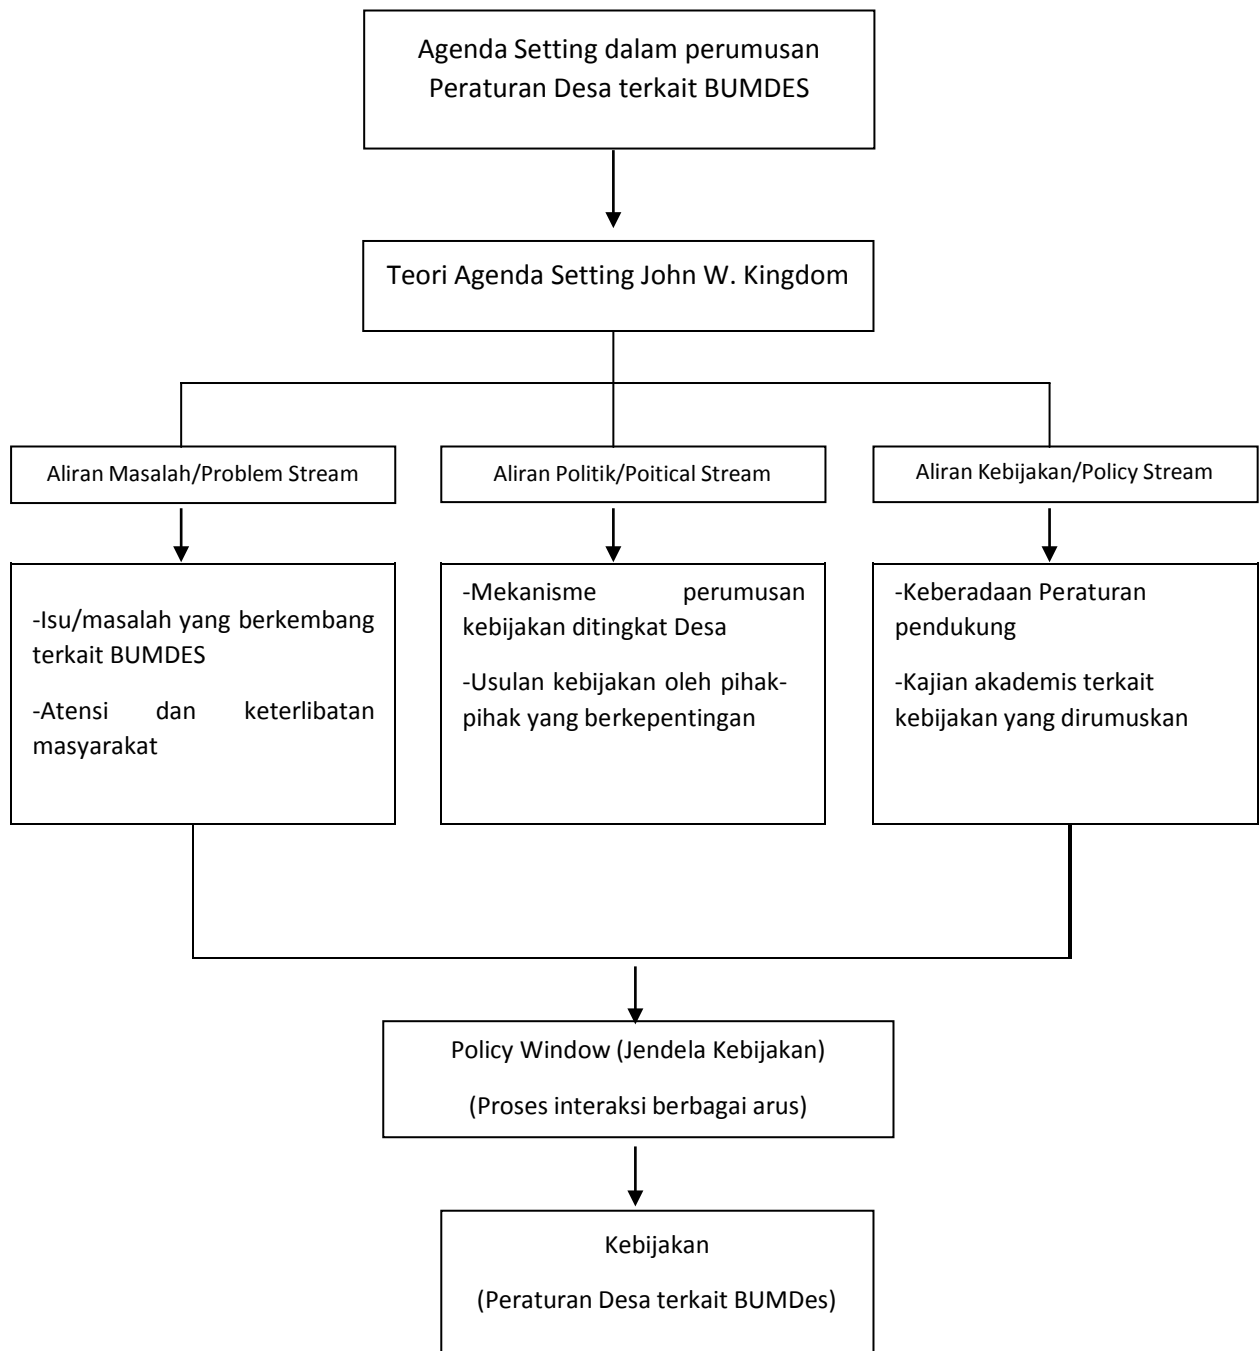 Agenda Setting dalam perumusan
Peraturan Desa terkait BUMDES
Teori Agenda Setting John W. Kingdom
Aliran Masalah/Problem Stream
Aliran Politik/Poitical Stream
Aliran Kebijakan/Policy Stream
-Isu/masalah yang berkembang
terkait BUMDES
-Atensi dan keterlibatan
masyarakat
-Mekanisme perumusan
kebijakan ditingkat Desa
-Usulan kebijakan oleh pihak-
pihak yang berkepentingan
-Keberadaan Peraturan
pendukung
-Kajian akademis terkait
kebijakan yang dirumuskan
Policy Window (Jendela Kebijakan)
(Proses interaksi berbagai arus)
Kebijakan
(Peraturan Desa terkait BUMDes)